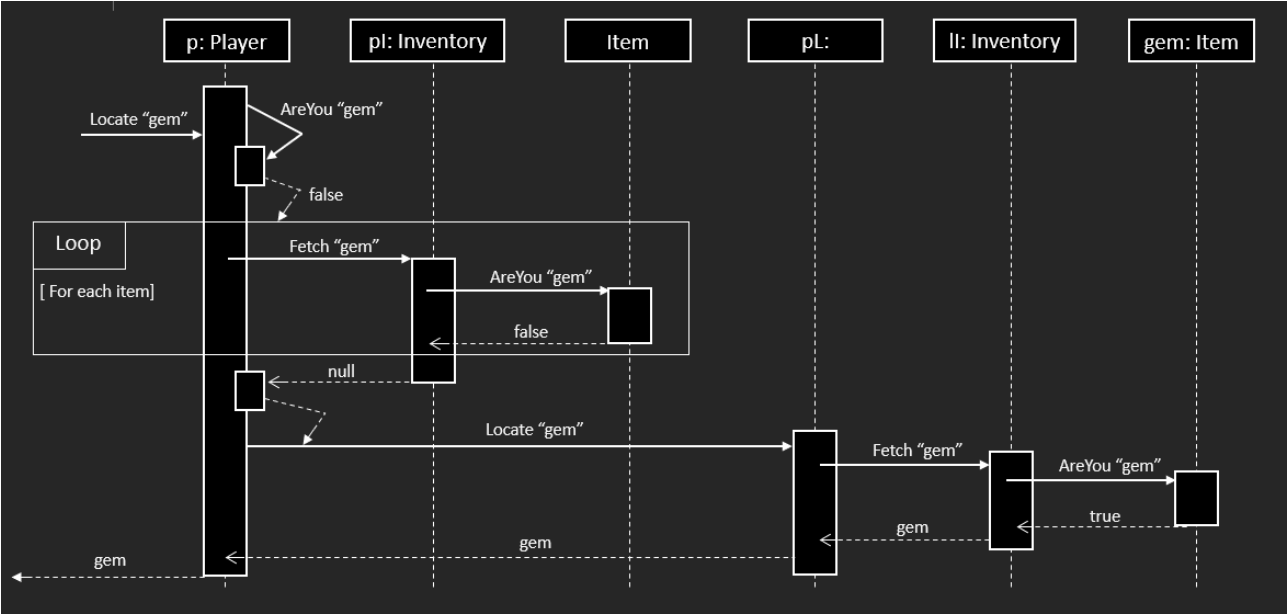 p: Player
pI: Inventory
Item
pL:
lI: Inventory
gem: Item
AreYou “gem”
Locate “gem”
false
Loop
Fetch “gem”
[ For each item]
AreYou “gem”
false
null
Locate “gem”
Fetch “gem”
AreYou “gem”
true
gem
gem
gem